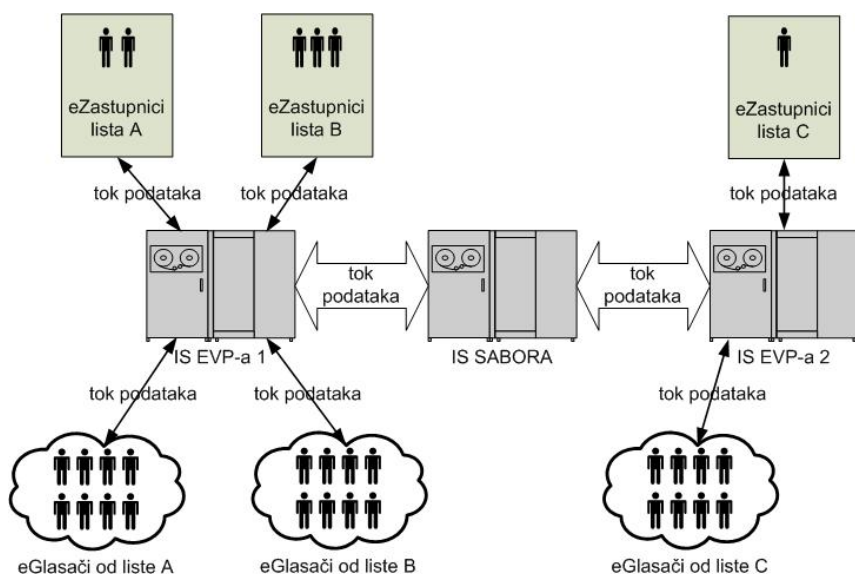 eZastupnici
lista A
eZastupnici
lista B
eZastupnici
lista C
tok podataka
tok podataka
tok podataka
tok
podataka
tok
podataka
IS EVP-a 1
IS SABORA
IS EVP-a 2
tok podataka
tok podataka
tok podataka
eGlasači od liste A
eGlasači od liste B
eGlasači od liste C